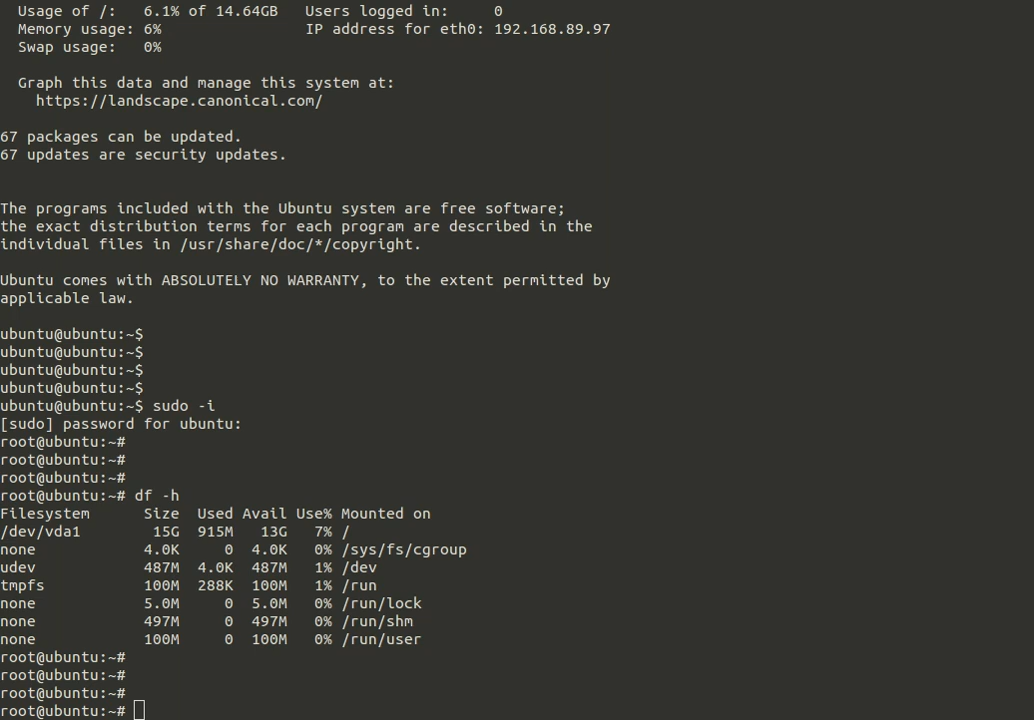 Usage of /:   6.1% of 14.64GB   Users logged in:     0
  Memory usage: 6%                IP address for eth0: 192.168.89.97
  Swap usage:   0%

  Graph this data and manage this system at:
    https://landscape.canonical.com/

67 packages can be updated.
67 updates are security updates.


The programs included with the Ubuntu system are free software;
the exact distribution terms for each program are described in the
individual files in /usr/share/doc/*/copyright.

Ubuntu comes with ABSOLUTELY NO WARRANTY, to the extent permitted by
applicable law.

ubuntu@ubuntu:~$
ubuntu@ubuntu:~$
ubuntu@ubuntu:~$
ubuntu@ubuntu:~$
ubuntu@ubuntu:~$ sudo -i
[sudo] password for ubuntu:
root@ubuntu:~#
root@ubuntu:~#
root@ubuntu:~#
root@ubuntu:~# df -h
Filesystem      Size  Used Avail Use% Mounted on
/dev/vda1        15G  915M   13G   7% /
none            4.0K     0  4.0K   0% /sys/fs/cgroup
udev            487M  4.0K  487M   1% /dev
tmpfs           100M  288K  100M   1% /run
none            5.0M     0  5.0M   0% /run/lock
none            497M     0  497M   0% /run/shm
none            100M     0  100M   0% /run/user
root@ubuntu:~#
root@ubuntu:~#
root@ubuntu:~#
root@ubuntu:~#